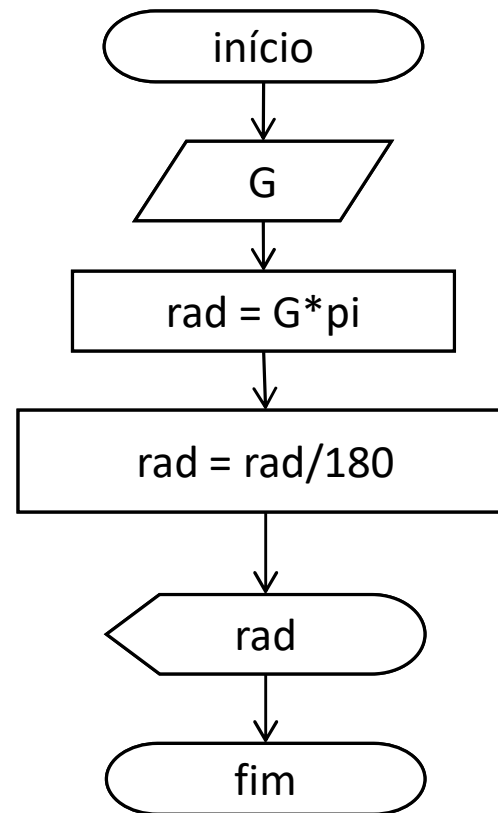 início
G
rad = G*pi
rad = rad/180
rad
fim